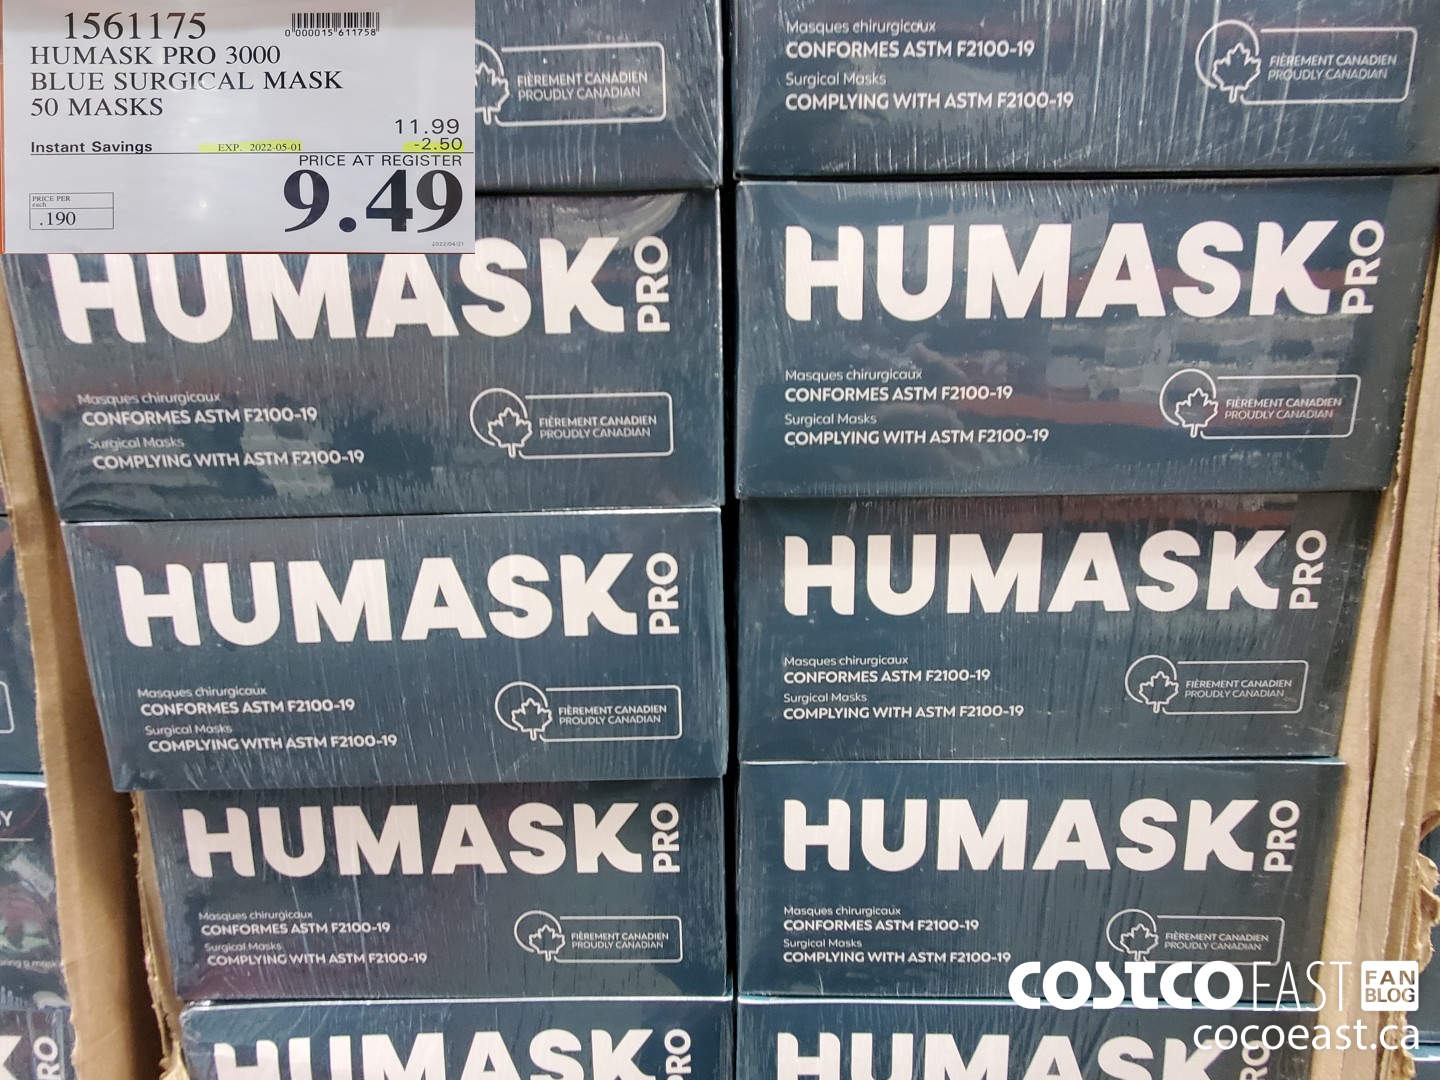 1561175
0 000015 611758
HUMASK PRO 3000
BLUE SURGICAL MASK
50 MASKS
11.99
Instant Savings EXP. 2022-05-01 -2.50
PRICE AT REGISTER
9.49
PRICE PER
each
.190
2022/04/21
FIÈREMENT CANADIEN
PROUDLY CANADIAN
Masques chirurgicaux
CONFORMES ASTM F2100-19
Surgical Masks
COMPLYING WITH ASTM F2100-19
FIÈREMENT CANADIEN
PROUDLY CANADIAN
HUMASK PRO
Masques chirurgicaux
CONFORMES ASTM F2100-19
Surgical Masks
COMPLYING WITH ASTM F2100-19
FIÈREMENT CANADIEN
PROUDLY CANADIAN
HUMASK PRO
Masques chirurgicaux
CONFORMES ASTM F2100-19
Surgical Masks
COMPLYING WITH ASTM F2100-19
FIÈREMENT CANADIEN
PROUDLY CANADIAN
HUMASK PRO
Masques chirurgicaux
CONFORMES ASTM F2100-19
Surgical Masks
COMPLYING WITH ASTM F2100-19
FIÈREMENT CANADIEN
PROUDLY CANADIAN
HUMASK PRO
Masques chirurgicaux
CONFORMES ASTM F2100-19
Surgical Masks
COMPLYING WITH ASTM F2100-19
FIÈREMENT CANADIEN
PROUDLY CANADIAN
HUMASK PRO
Masques chirurgicaux
CONFORMES ASTM F2100-19
Surgical Masks
COMPLYING WITH ASTM F2100-19
FIÈREMENT CANADIEN
PROUDLY CANADIAN
HUMASK PRO
Masques chirurgicaux
CONFORMES ASTM F2100-19
Surgical Masks
COMPLYING WITH ASTM F2100-19
FIÈREMENT CANADIEN
PROUDLY CANADIAN
HUMASK PRO
HUMASK PRO
COSTCO EAST FAN BLOG
cocoeast.ca